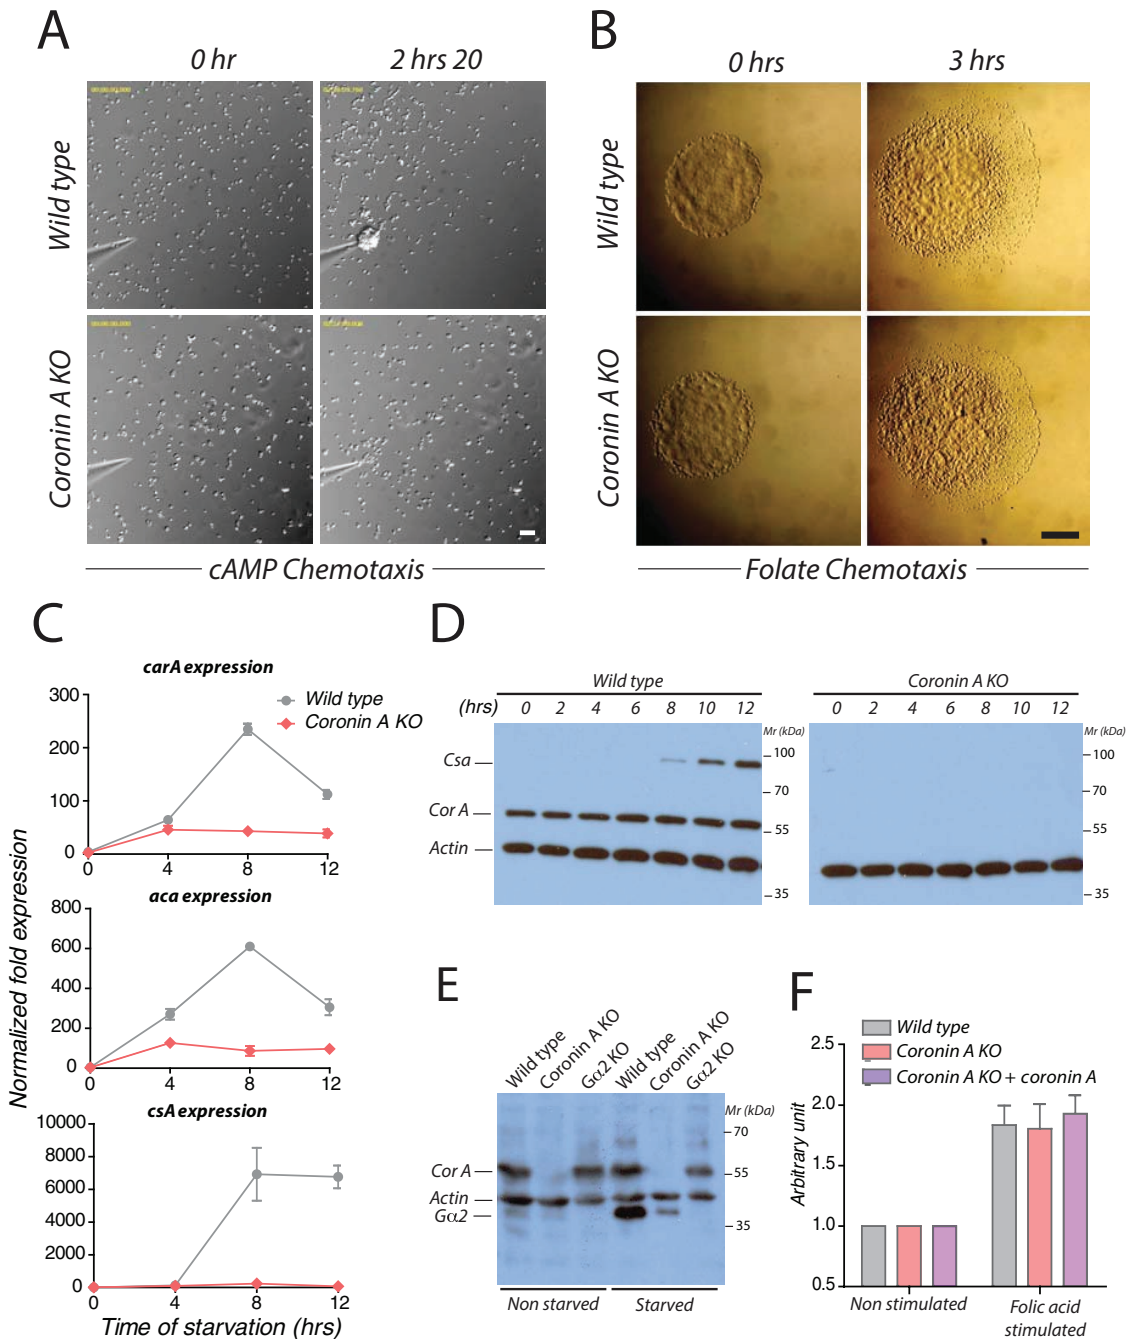 A
0 hr
2 hrs 20
Wild type
Coronin A KO
cAMP Chemotaxis
B
0 hrs
3 hrs
Wild type
Coronin A KO
Folate Chemotaxis
C
Normalized fold expression
carA expression
Wild type
Coronin A KO
300
200
100
0
0 4 8 12
aca expression
800
600
400
200
0
0 4 8 12
csA expression
10000
8000
6000
4000
2000
0
0 4 8 12
Time of starvation (hrs)
D
Wild type
Coronin A KO
(hrs) 0 2 4 6 8 10 12
0 2 4 6 8 10 12
Mr (kDa)
Mr (kDa)
Csa
Cor A
Actin
100
70
55
35
100
70
55
35
E
Wild type
Coronin A KO
Gα2 KO
Wild type
Coronin A KO
Gα2 KO
Mr (kDa)
70
55
35
Cor A
Actin
Gα2
Non starved
Starved
F
Wild type
Coronin A KO
Coronin A KO + coronin A
Arbitrary unit
2.5
2.0
1.5
1.0
0.5
Non stimulated
Folic acid
stimulated